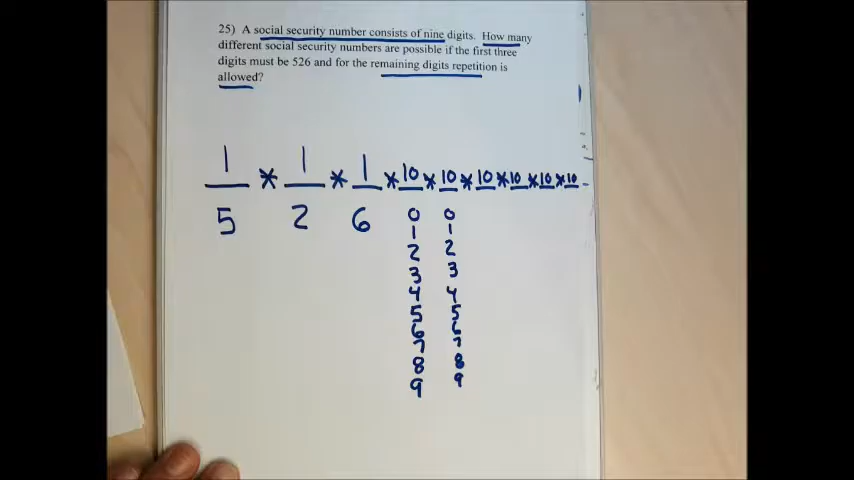 25) A social security number consists of nine digits. How many
different social security numbers are possible if the first three
digits must be 526 and for the remaining digits repetition is
allowed?
1 * 1 * 1 * 10 * 10 * 10 * 10 * 10 * 10
5 2 6 0 0
1 1
2 2
3 3
4 4
5 5
6 6
7 7
8 8
9 9